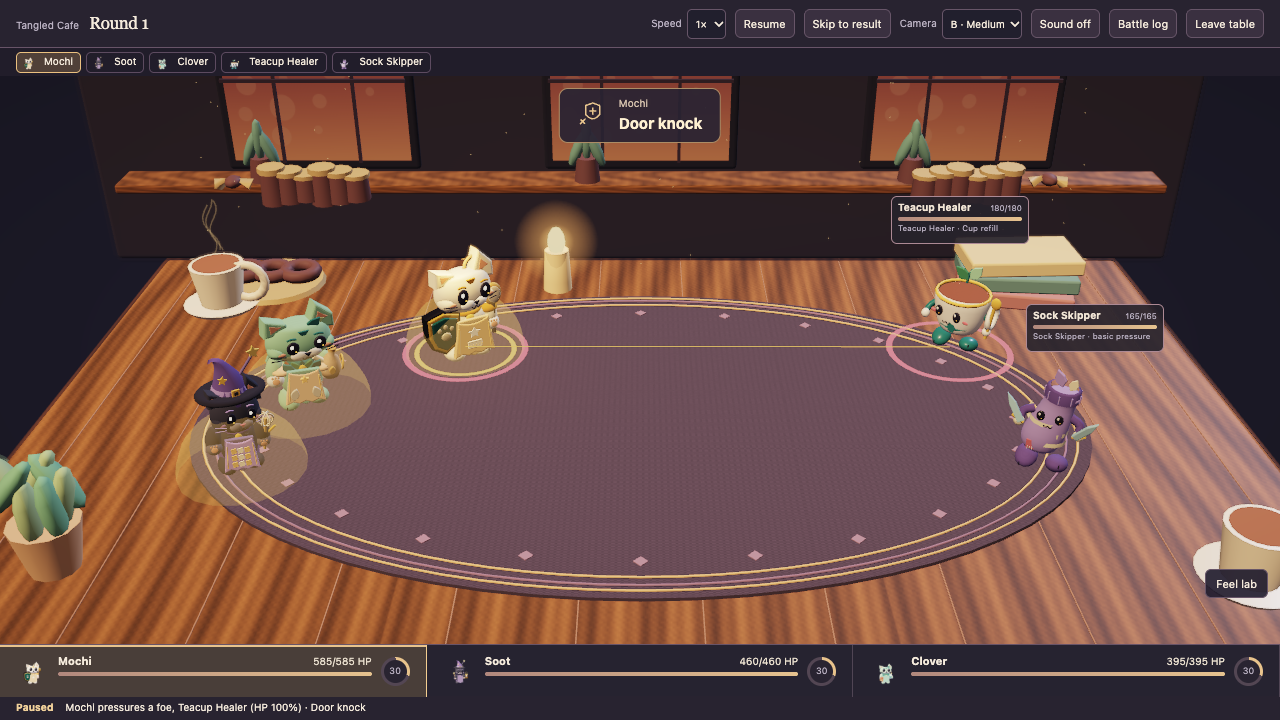 Tangled Cafe Round 1
Speed 1x Resume Skip to result Camera B · Medium Sound off Battle log Leave table
Mochi Soot Clover Teacup Healer Sock Skipper
Mochi
Door knock
Teacup Healer 180/180
Teacup Healer · Cup refill
Sock Skipper 165/165
Sock Skipper · basic pressure
Feel lab
Mochi 585/585 HP 30
Soot 460/460 HP 30
Clover 395/395 HP 30
Paused Mochi pressures a foe, Teacup Healer (HP 100%) · Door knock